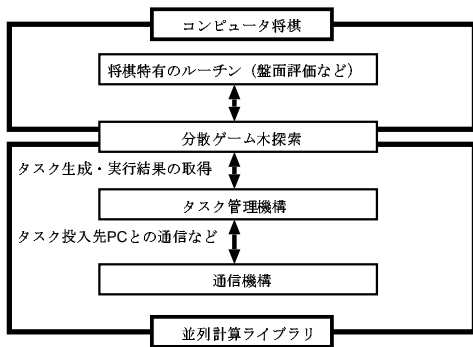 コンピュータ将棋
将棋特有のルーチン（盤面評価など）
分散ゲーム木探索
タスク生成・実行結果の取得
タスク管理機構
タスク投入先PCとの通信など
通信機構
並列計算ライブラリ